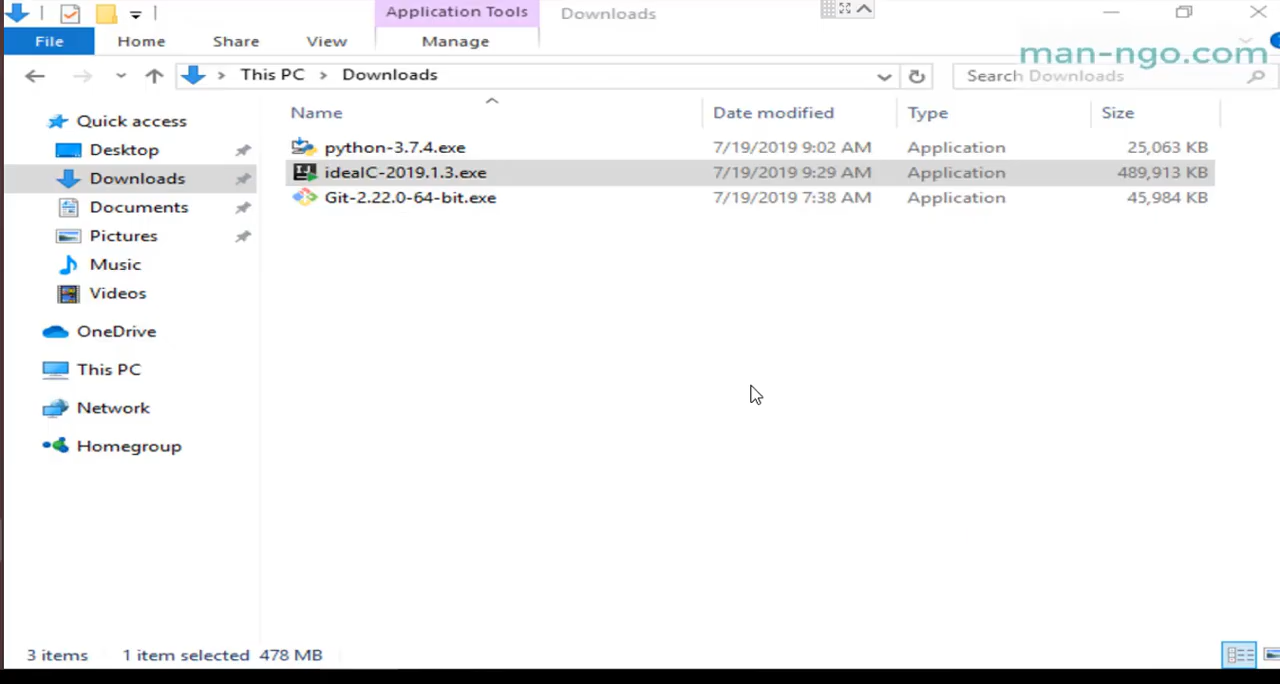 Application Tools Downloads
File Home Share View Manage
man-ngo.com
This PC > Downloads Search Downloads
Name Date modified Type Size
Quick access
Desktop
Downloads
Documents
Pictures
Music
Videos
OneDrive
This PC
Network
Homegroup
python-3.7.4.exe 7/19/2019 9:02 AM Application 25,063 KB
ideaIC-2019.1.3.exe 7/19/2019 9:29 AM Application 489,913 KB
Git-2.22.0-64-bit.exe 7/19/2019 7:38 AM Application 45,984 KB
3 items 1 item selected 478 MB